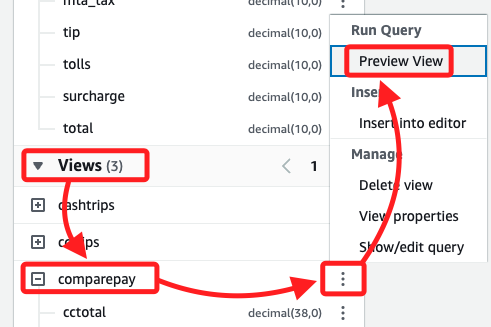 mta_tax decimal(10,0)
tip decimal(10,0)
tolls decimal(10,0)
surcharge decimal(10,0)
total decimal(10,0)
Views (3) 1
cashtrips
comparepay
cctotal decimal(38,0)
Run Query
Preview View
Insert
Insert into editor
Manage
Delete view
View properties
Show/edit query